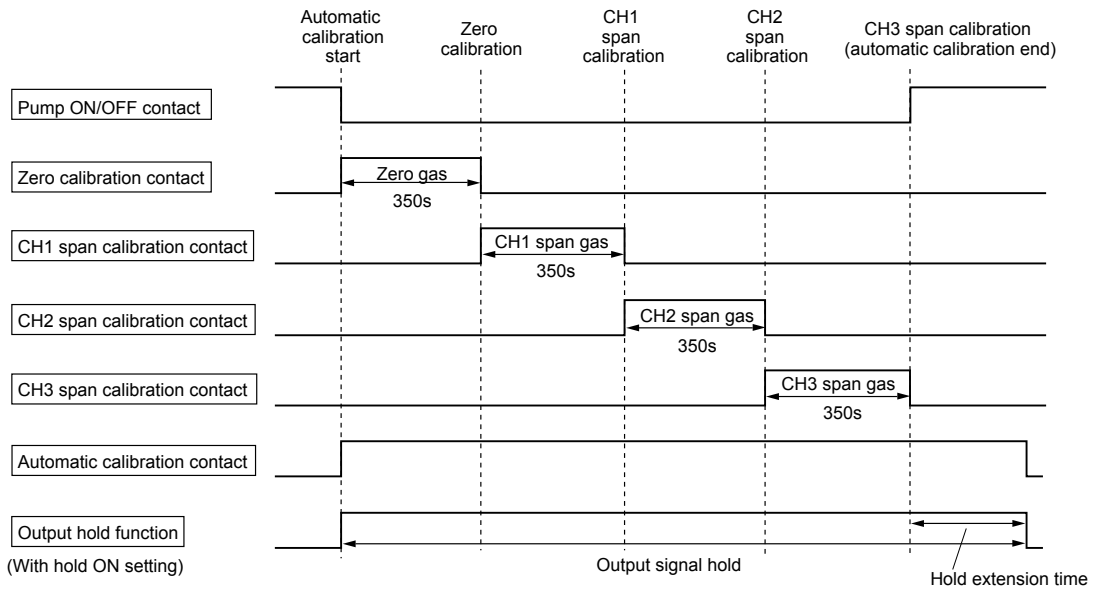 Automatic
calibration
start
Zero
calibration
CH1
span
calibration
CH2
span
calibration
CH3 span calibration
(automatic calibration end)
Pump ON/OFF contact
Zero calibration contact
Zero gas
350s
CH1 span calibration contact
CH1 span gas
350s
CH2 span calibration contact
CH2 span gas
350s
CH3 span calibration contact
CH3 span gas
350s
Automatic calibration contact
Output hold function
(With hold ON setting)
Output signal hold
Hold extension time